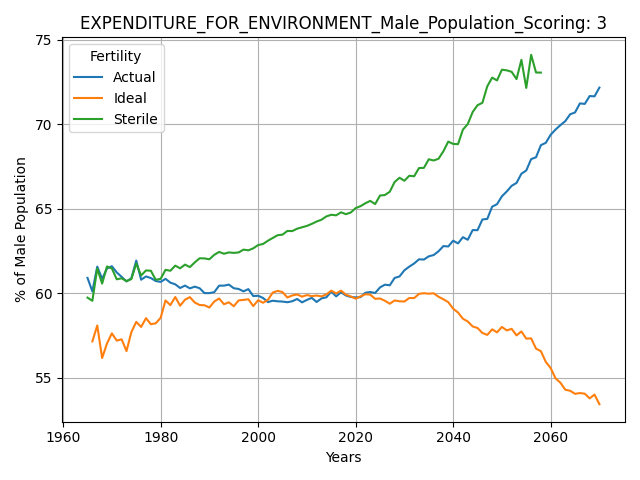 EXPENDITURE_FOR_ENVIRONMENT_Male_Population_Scoring: 3
Fertility
Actual
Ideal
Sterile
% of Male Population
75
70
65
60
55
1960 1980 2000 2020 2040 2060
Years